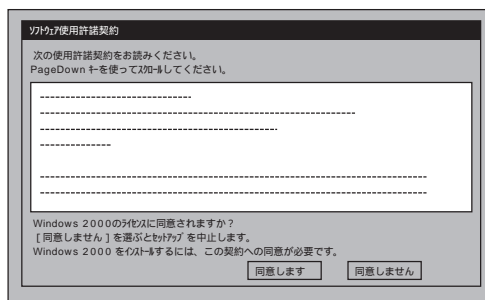 ソフトウェア使用許諾契約
次の使用許諾契約をお読みください。
PageDown キーを使ってスクロールしてください。
Windows 2000のライセンスに同意されますか？
[ 同意しません ] を選ぶとセットアップを中止します。
Windows 2000 をインストールするには、この契約への同意が必要です。
同意します 同意しません